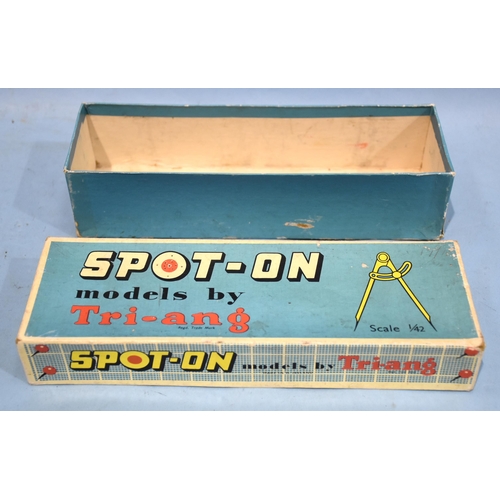 SPOT-ON
models by
Tri-ang
Regd. Trade Mark
Scale 1/42
SPOT-ON models by Tri-ang